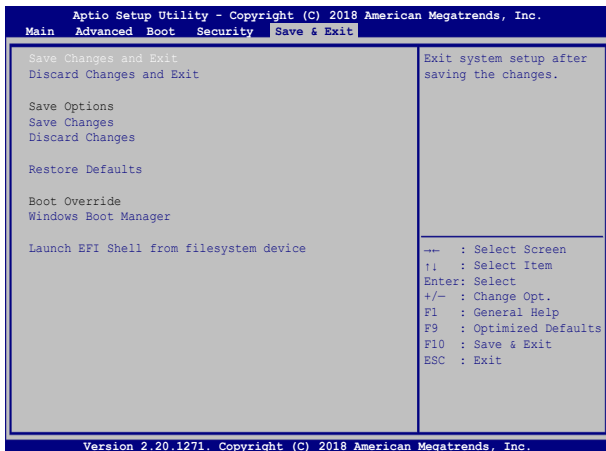 Aptio Setup Utility - Copyright (C) 2018 American Megatrends, Inc.
Main Advanced Boot Security Save & Exit
Save Changes and Exit
Discard Changes and Exit
Save Options
Save Changes
Discard Changes
Restore Defaults
Boot Override
Windows Boot Manager
Launch EFI Shell from filesystem device
Exit system setup after
saving the changes.
→← : Select Screen
↑↓ : Select Item
Enter: Select
+/— : Change Opt.
F1 : General Help
F9 : Optimized Defaults
F10 : Save & Exit
ESC : Exit
Version 2.20.1271. Copyright (C) 2018 American Megatrends, Inc.